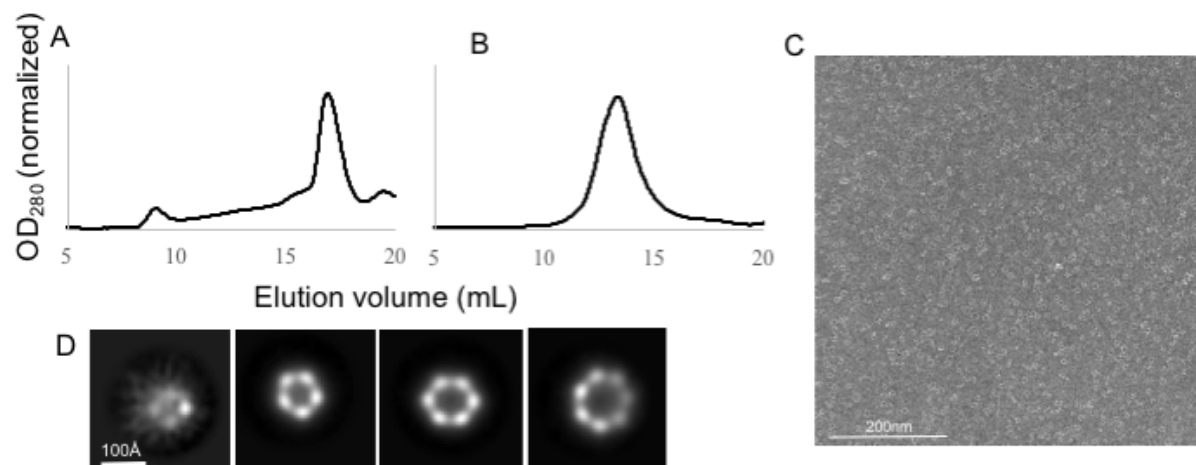 A
B
C
OD280 (normalized)
5
10
15
20
5
10
15
20
Elution volume (mL)
200nm
D
100Å